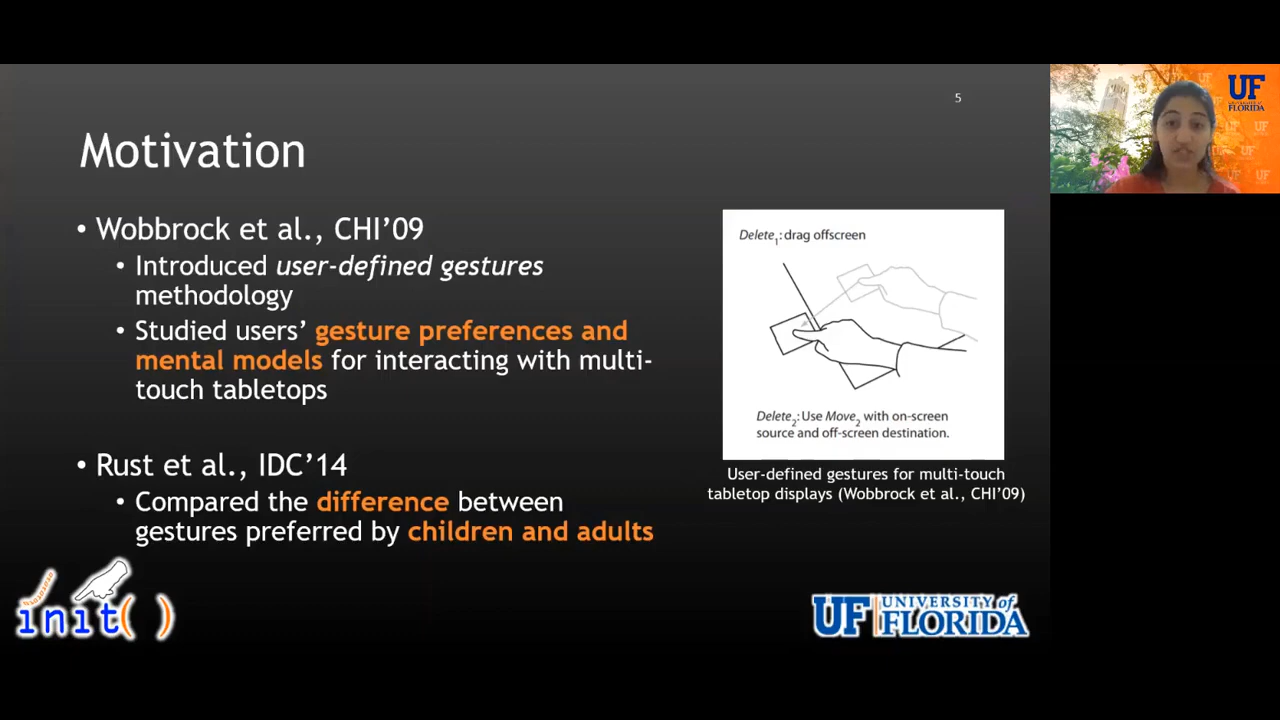 5
Motivation
• Wobbrock et al., CHI’09
• Introduced user-defined gestures
methodology
• Studied users’ gesture preferences and
mental models for interacting with multi-
touch tabletops
• Rust et al., IDC’14
• Compared the difference between
gestures preferred by children and adults
Delete1: drag offscreen
Delete2: Use Move2 with on-screen
source and off-screen destination.
User-defined gestures for multi-touch
tabletop displays (Wobbrock et al., CHI’09)
init( )
UF UNIVERSITY of
FLORIDA
UF
UNIVERSITY of
FLORIDA